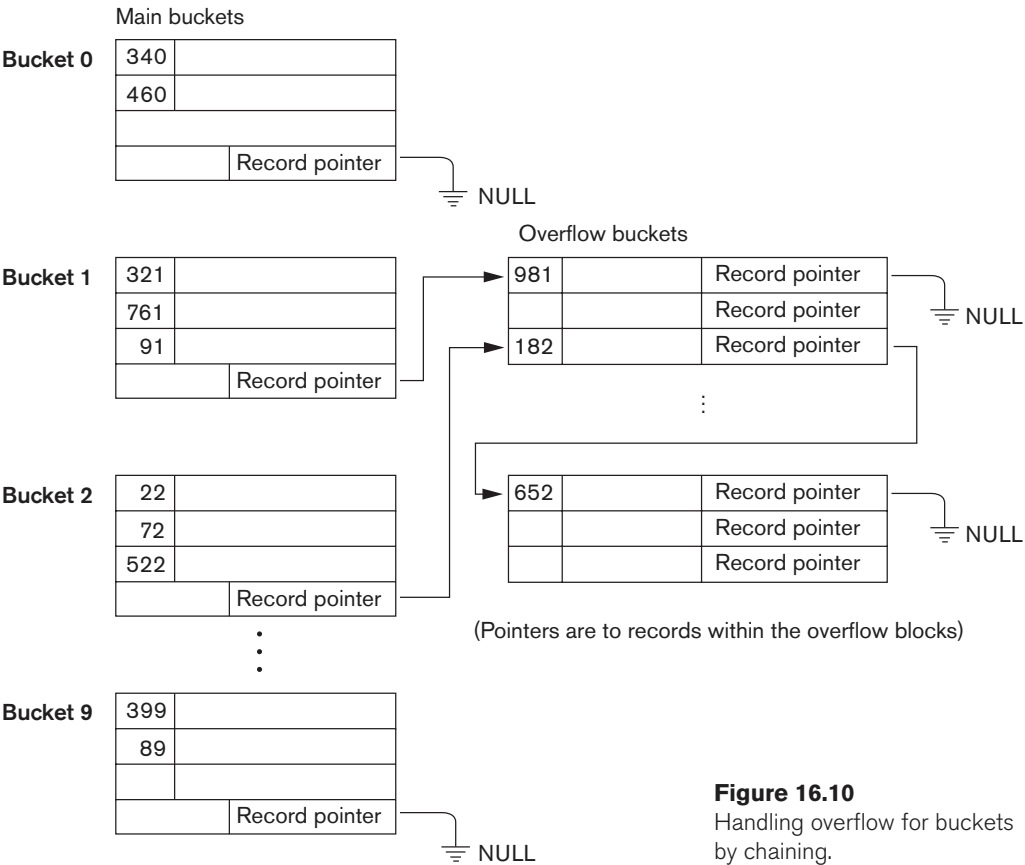 Main buckets
Bucket 0
340
460
Record pointer
NULL
Overflow buckets
Bucket 1
321
761
91
Record pointer
981 Record pointer
Record pointer
182 Record pointer
NULL
Bucket 2
22
72
522
Record pointer
652 Record pointer
Record pointer
Record pointer
NULL
(Pointers are to records within the overflow blocks)
Bucket 9
399
89
Record pointer
NULL
Figure 16.10
Handling overflow for buckets
by chaining.